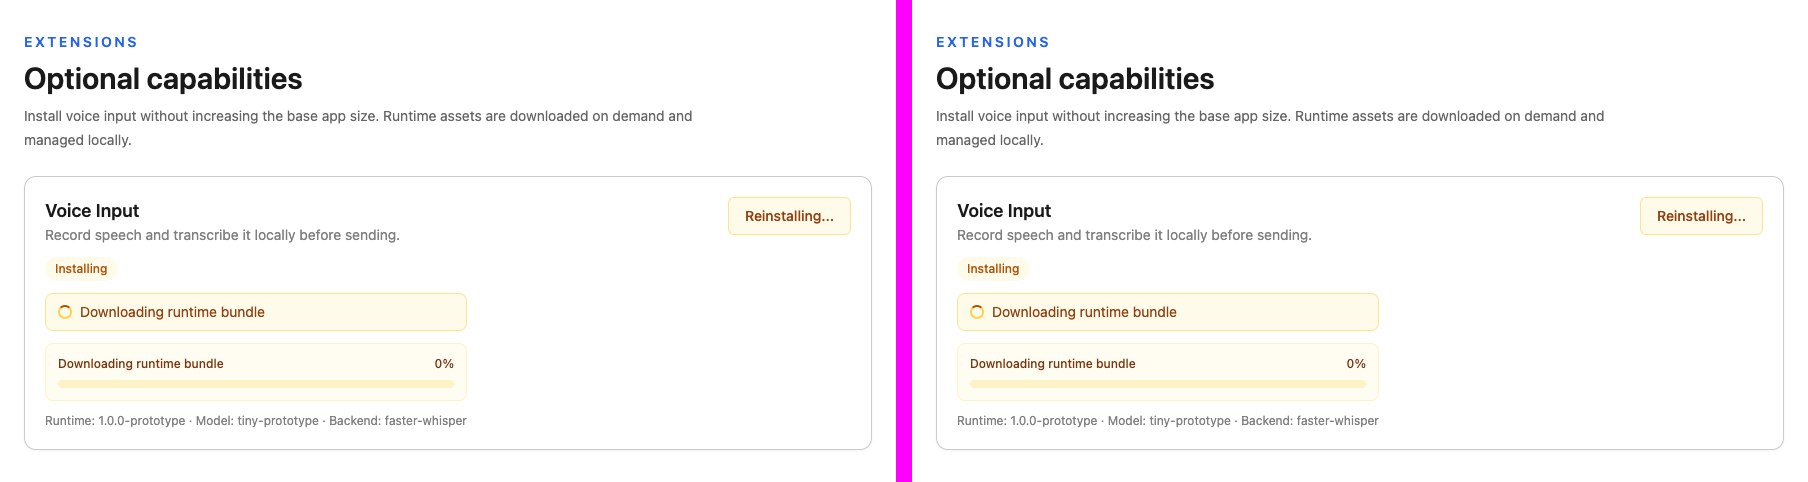 EXTENSIONS
Optional capabilities
Install voice input without increasing the base app size. Runtime assets are downloaded on demand and
managed locally.
Voice Input
Reinstalling...
Record speech and transcribe it locally before sending.
Installing
Downloading runtime bundle
Downloading runtime bundle 0%
Runtime: 1.0.0-prototype · Model: tiny-prototype · Backend: faster-whisper
EXTENSIONS
Optional capabilities
Install voice input without increasing the base app size. Runtime assets are downloaded on demand and
managed locally.
Voice Input
Reinstalling...
Record speech and transcribe it locally before sending.
Installing
Downloading runtime bundle
Downloading runtime bundle 0%
Runtime: 1.0.0-prototype · Model: tiny-prototype · Backend: faster-whisper